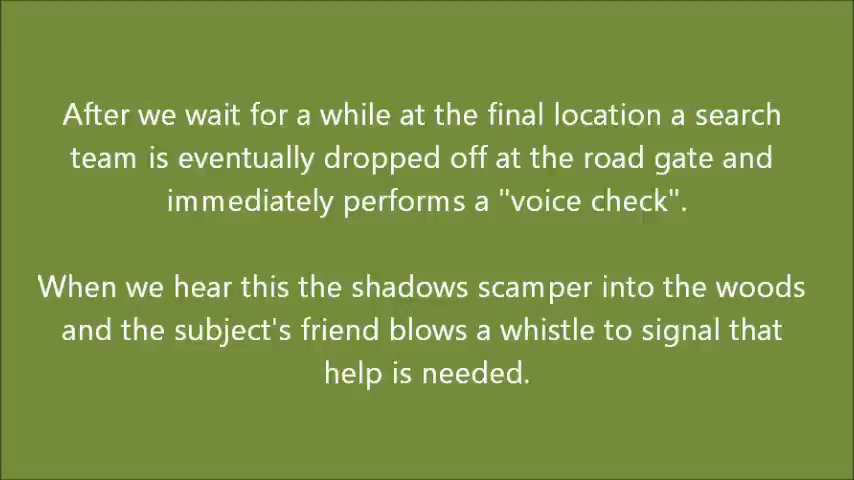 After we wait for a while at the final location a search
team is eventually dropped off at the road gate and
immediately performs a "voice check".
When we hear this the shadows scamper into the woods
and the subject's friend blows a whistle to signal that
help is needed.